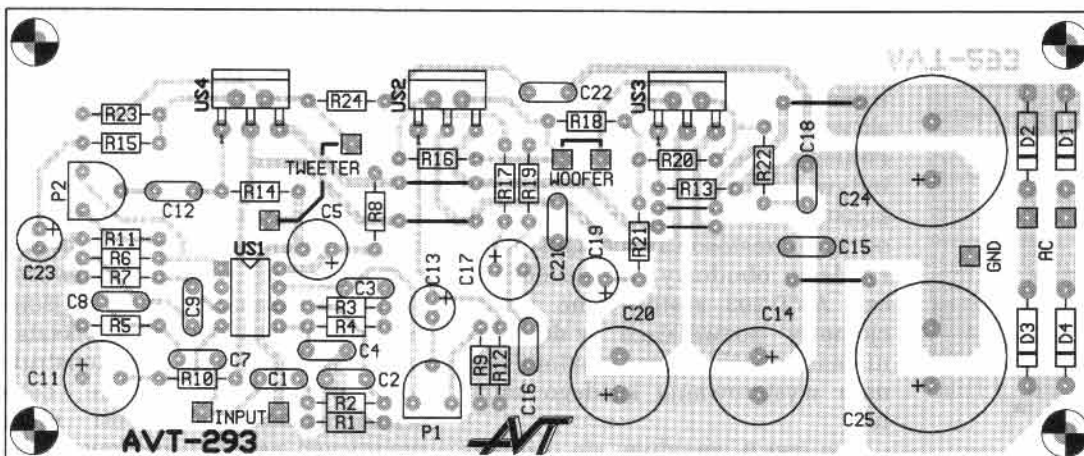 AVT-293
US4
US2
US3
R23
R24
C22
R18
C18
D2
D1
R15
TWEETER
R16
R17
R19
WOOFER
R20
R22
P2
C12
R14
C5
R8
R13
C24
C23
R11
R6
R7
US1
C13
C17
C21
C19
R21
C15
GND
AC
C8
C9
C3
R3
R4
R5
C20
C14
D3
D4
C11
C7
C4
R10
C1
C2
R9
R12
C16
INPUT
R2
R1
P1
C25
AVT-293
AVT